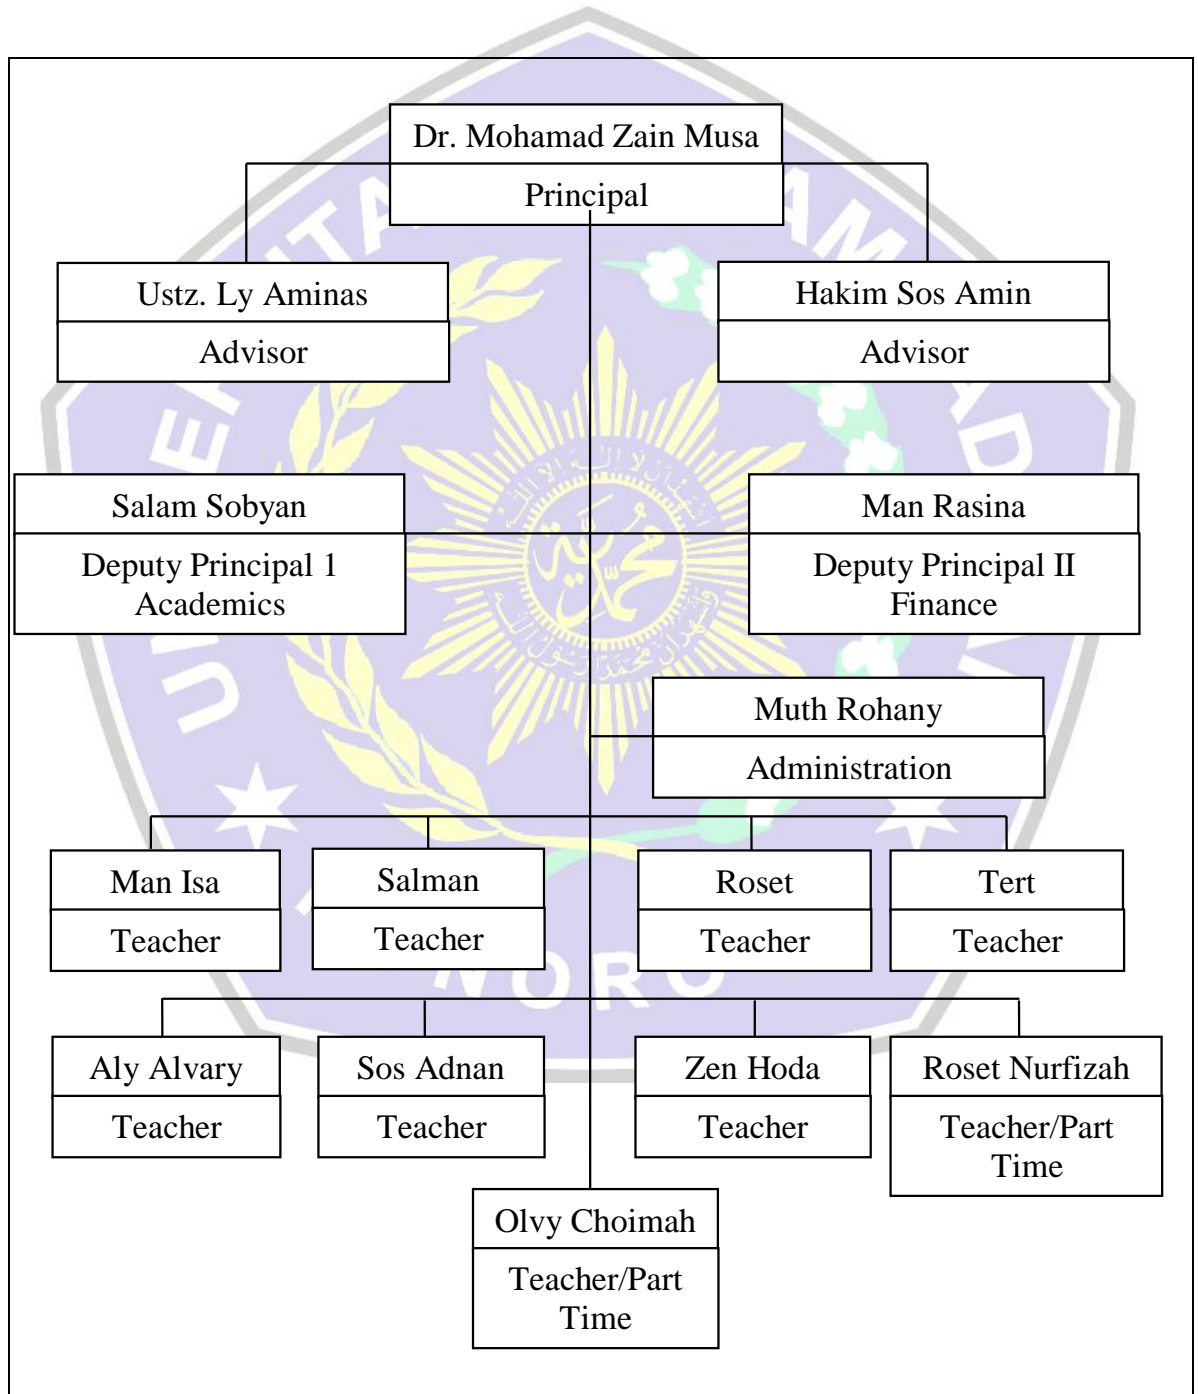 Dr. Mohamad Zain Musa
Principal
Ustz. Ly Aminas
Advisor
Hakim Sos Amin
Advisor
Salam Sobyan
Deputy Principal 1
Academics
Man Rasina
Deputy Principal II
Finance
Muth Rohany
Administration
Man Isa
Teacher
Salman
Teacher
Roset
Teacher
Tert
Teacher
Aly Alvary
Teacher
Sos Adnan
Teacher
Zen Hoda
Teacher
Roset Nurfizah
Teacher/Part
Time
Olvy Choimah
Teacher/Part
Time